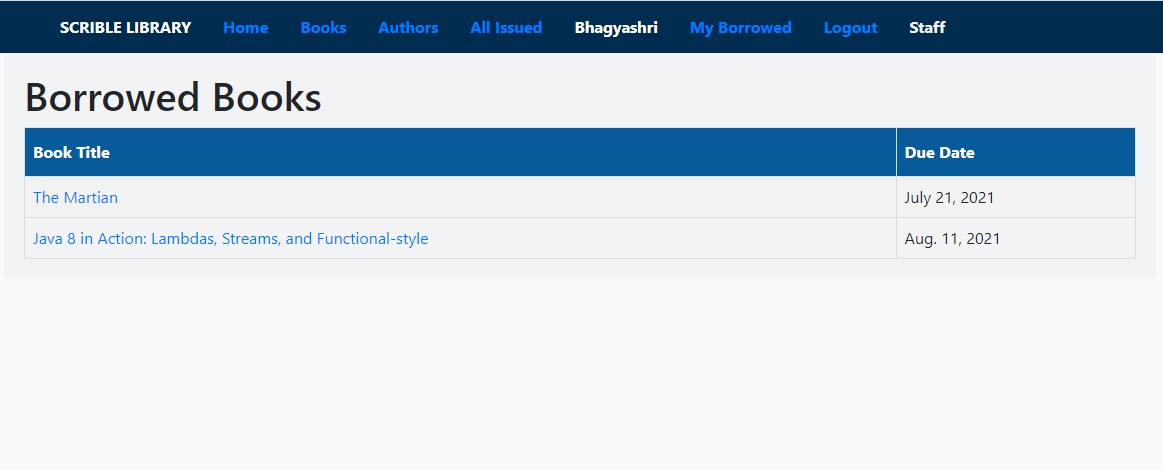 SCRIBLE LIBRARY Home Books Authors All Issued Bhagyashri My Borrowed Logout Staff
Borrowed Books
Book Title Due Date
The Martian July 21, 2021
Java 8 in Action: Lambdas, Streams, and Functional-style Aug. 11, 2021